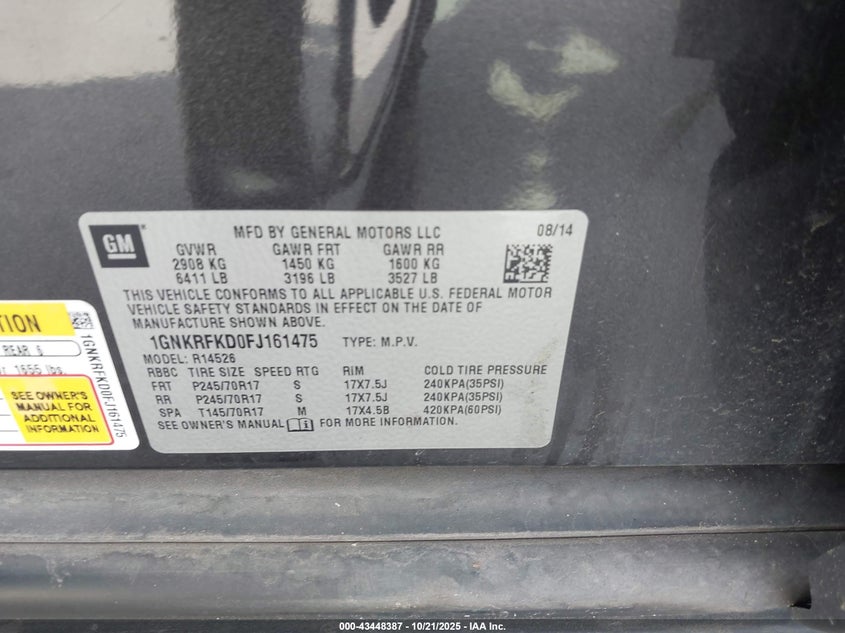 GM
MFD BY GENERAL MOTORS LLC 08/14
GVWR GAWR FRT GAWR RR
2908 KG 1450 KG 1600 KG
6411 LB 3196 LB 3527 LB
THIS VEHICLE CONFORMS TO ALL APPLICABLE U.S. FEDERAL MOTOR
VEHICLE SAFETY STANDARDS IN EFFECT ON THE DATE OF
MANUFACTURE SHOWN ABOVE.
1GNKRFKD0FJ161475 TYPE: M.P.V.
MODEL: R14526
RBBC TIRE SIZE SPEED RTG RIM COLD TIRE PRESSURE
FRT P245/70R17 S 17X7.5J 240KPA(35PSI)
RR P245/70R17 S 17X7.5J 240KPA(35PSI)
SPA T145/70R17 M 17X4.5B 420KPA(60PSI)
SEE OWNER'S MANUAL FOR MORE INFORMATION.
TION
REAR 5
r 1655 lbs.
SEE OWNER'S
MANUAL FOR
ADDITIONAL
INFORMATION
1GNKRFKD0FJ161475
000-43448387 - 10/21/2025 - IAA Inc.